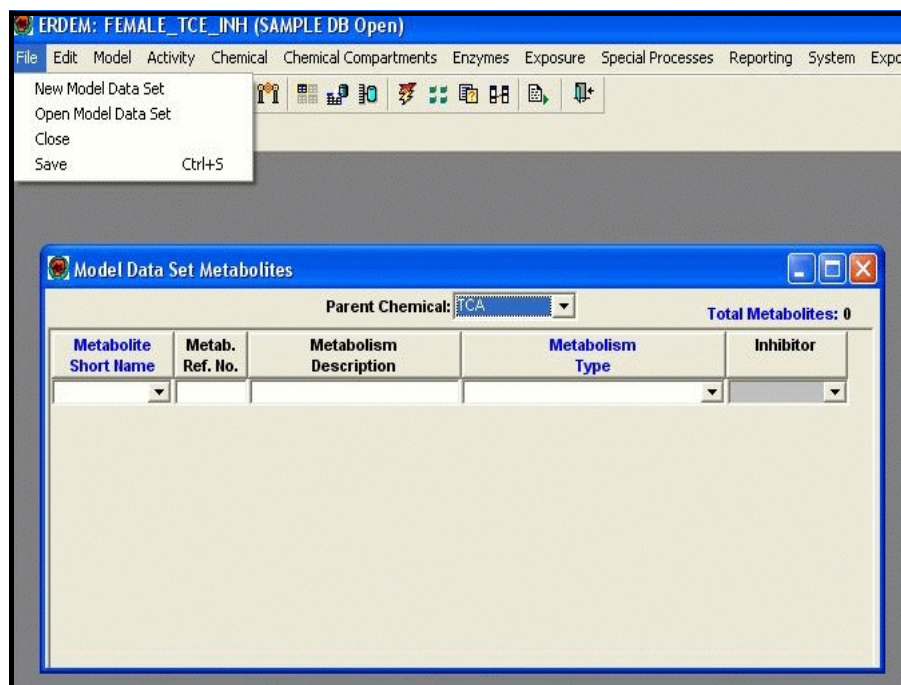 ERDEM: FEMALE_TCE_INH (SAMPLE DB Open)
File Edit Model Activity Chemical Chemical Compartments Enzymes Exposure Special Processes Reporting System Expo
New Model Data Set
Open Model Data Set
Close
Save Ctrl+S
Model Data Set Metabolites
Parent Chemical: TCA
Total Metabolites: 0
Metabolite Metab. Metabolism Metabolism Inhibitor
Short Name Ref. No. Description Type